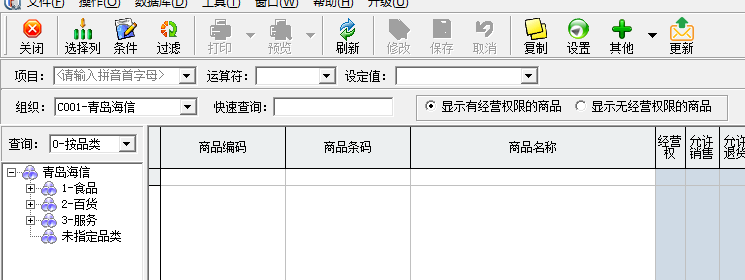 文件(F) 操作(O) 数据库(D) 工具(T) 窗口(W) 帮助(H) 升级(U)
关闭 选择列 条件 过滤 打印 预览 刷新 修改 保存 取消 复制 设置 其他 更新
项目: <请输入拼音首字母> 运算符: 设定值:
组织: C001-青岛海信 快速查询: 显示有经营权限的商品 显示无经营权限的商品
查询: 0-按品类
青岛海信
1-食品
2-百货
3-服务
未指定品类
商品编码 商品条码 商品名称 经营权 允许销售 允许退货